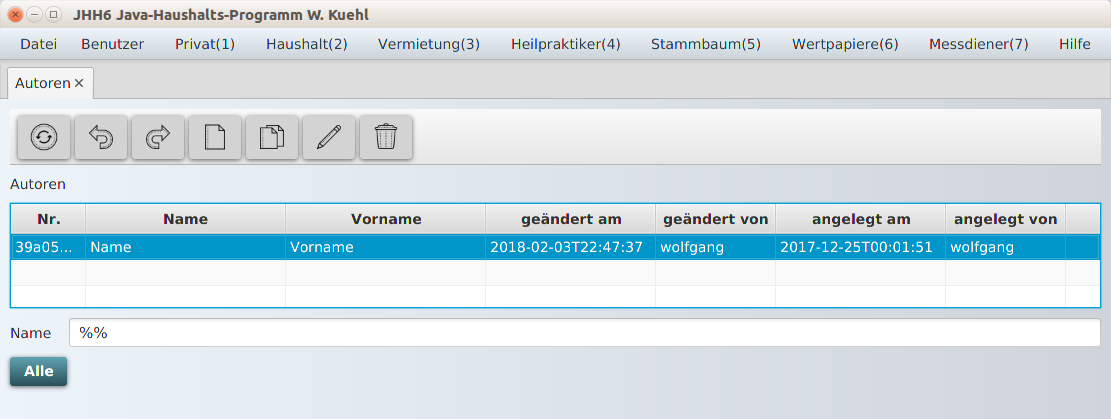 JHH6 Java-Haushalts-Programm W. Kuehl
Datei Benutzer Privat(1) Haushalt(2) Vermietung(3) Heilpraktiker(4) Stammbaum(5) Wertpapiere(6) Messdiener(7) Hilfe
Autoren
Autoren
Nr. Name Vorname geändert am geändert von angelegt am angelegt von
39a05... Name Vorname 2018-02-03T22:47:37 wolfgang 2017-12-25T00:01:51 wolfgang
Name %%
Alle